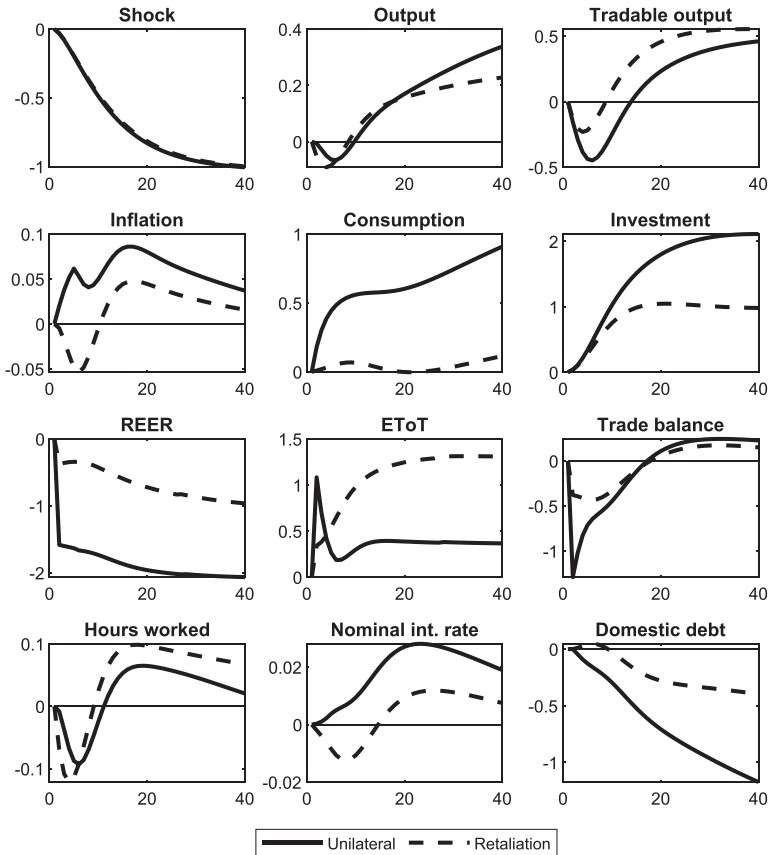 Shock Output Tradable output
0 -0.5 -1 0 20 40
0.4 0.2 0 0 20 40
0.5 0 -0.5 0 20 40
Inflation Consumption Investment
0.1 0.05 0 -0.05 0 20 40
1 0.5 0 0 20 40
2 1 0 0 20 40
REER EToT Trade balance
0 -1 -2 0 20 40
1.5 1 0.5 0 0 20 40
0 -0.5 -1 0 20 40
Hours worked Nominal int. rate Domestic debt
0.1 0 -0.1 0 20 40
0.02 0 -0.02 0 20 40
0 -0.5 -1 0 20 40
Unilateral Retaliation